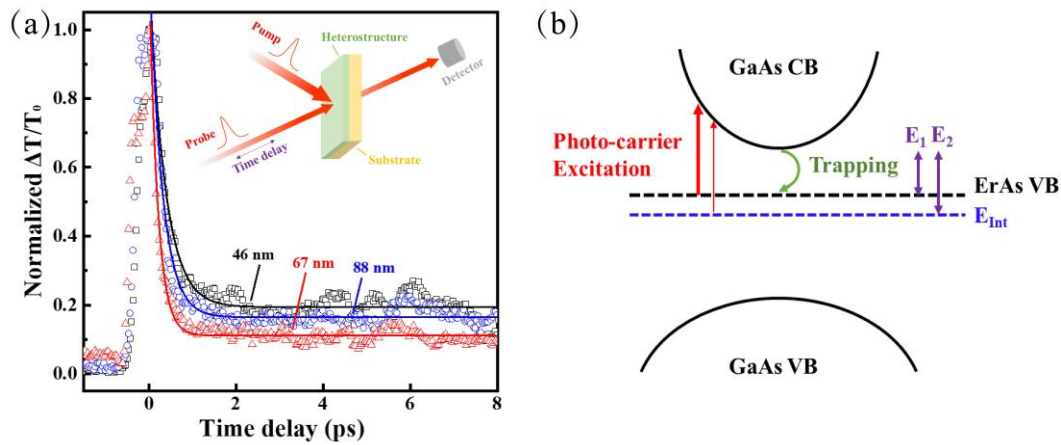 (a)
Normalized ΔT/T₀
1.0
0.8
0.6
0.4
0.2
0.0
0
2
4
6
8
Time delay (ps)
46 nm
67 nm
88 nm
Pump
Probe
Time delay
Heterostructure
Substrate
Detector
(b)
GaAs CB
Photo-carrier
Excitation
Trapping
E₁ E₂
ErAs VB
E_Int
GaAs VB